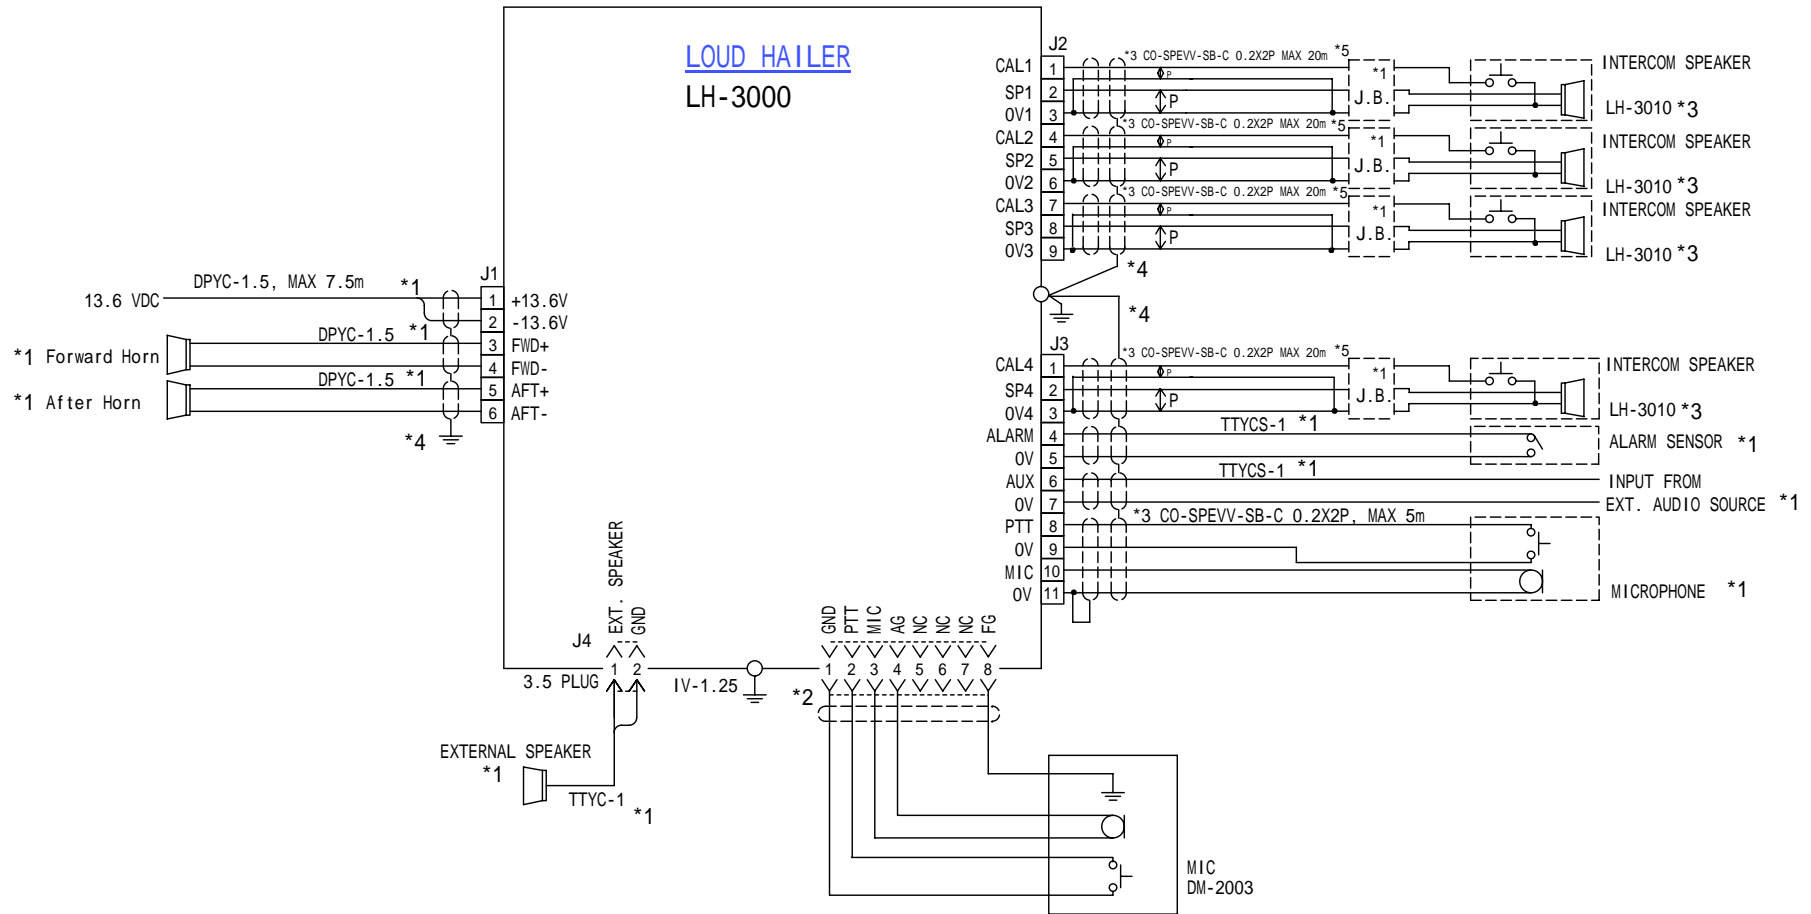 LOUD HAILER
LH-3000
J1
DPYC-1.5, MAX 7.5m *1
13.6 VDC
1 +13.6V
2 -13.6V
DPYC-1.5 *1
*1 Forward Horn
3 FWD+
4 FWD-
DPYC-1.5 *1
*1 After Horn
5 AFT+
6 AFT-
*4
J2
*3 CO-SPEVV-SB-C 0.2X2P MAX 20m *5
CAL1 1
SP1 2
0V1 3
P
P
*1
J.B.
INTERCOM SPEAKER
LH-3010 *3
*3 CO-SPEVV-SB-C 0.2X2P MAX 20m *5
CAL2 4
SP2 5
0V2 6
P
P
*1
J.B.
INTERCOM SPEAKER
LH-3010 *3
*3 CO-SPEVV-SB-C 0.2X2P MAX 20m *5
CAL3 7
SP3 8
0V3 9
P
P
*1
J.B.
INTERCOM SPEAKER
LH-3010 *3
*4
*4
J3
*3 CO-SPEVV-SB-C 0.2X2P MAX 20m *5
CAL4 1
SP4 2
0V4 3
P
P
*1
J.B.
INTERCOM SPEAKER
LH-3010 *3
TTYCS-1 *1
ALARM 4
0V 5
ALARM SENSOR *1
TTYCS-1 *1
AUX 6
0V 7
INPUT FROM
EXT. AUDIO SOURCE *1
*3 CO-SPEVV-SB-C 0.2X2P, MAX 5m
PTT 8
0V 9
MIC 10
0V 11
MICROPHONE *1
J4
EXT. SPEAKER
GND
1 2
3.5 PLUG
IV-1.25
EXTERNAL SPEAKER
*1
TTYC-1
*1
GND
PTT
MIC
AG
NC
NC
NC
FG
1 2 3 4 5 6 7 8
*2
MIC
DM-2003